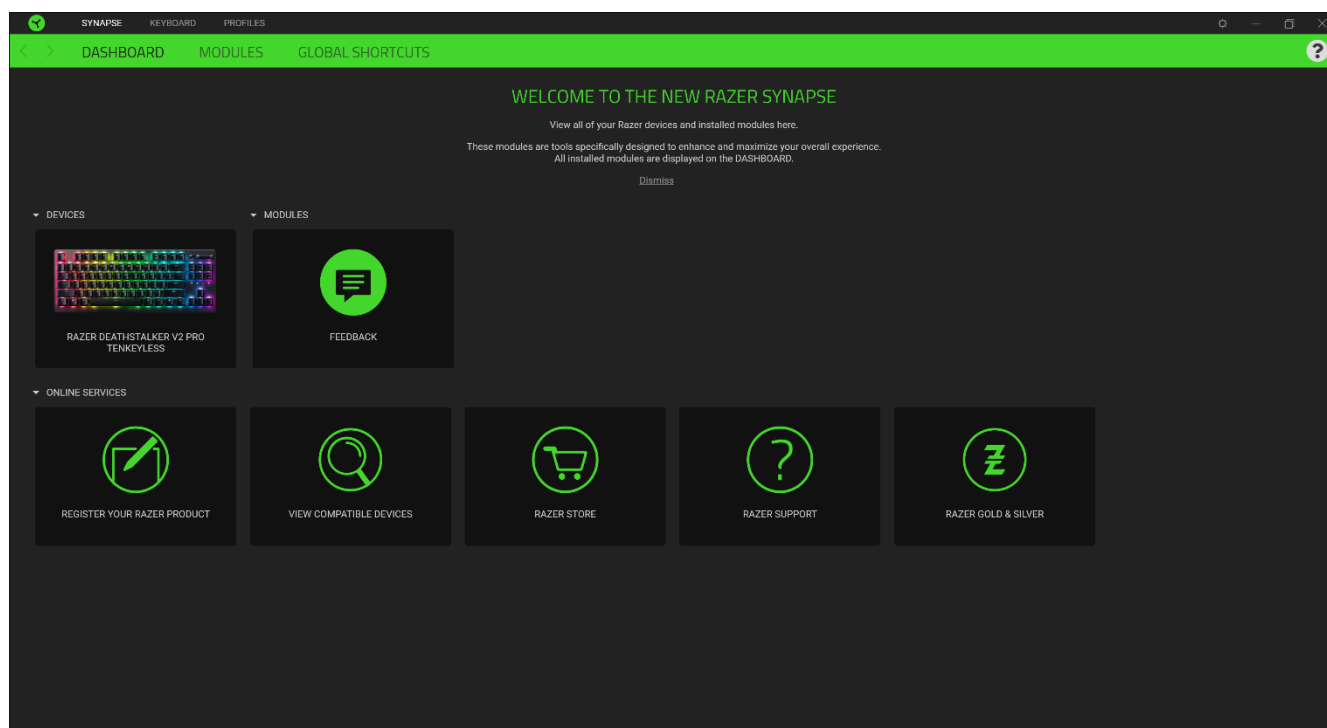 SYNAPSE KEYBOARD PROFILES
DASHBOARD MODULES GLOBAL SHORTCUTS
?
WELCOME TO THE NEW RAZER SYNAPSE
View all of your Razer devices and installed modules here.
These modules are tools specifically designed to enhance and maximize your overall experience.
All installed modules are displayed on the DASHBOARD.
Dismiss
DEVICES
MODULES
RAZER DEATHSTALKER V2 PRO
TENKEYLESS
FEEDBACK
ONLINE SERVICES
REGISTER YOUR RAZER PRODUCT
VIEW COMPATIBLE DEVICES
RAZER STORE
?
RAZER SUPPORT
RAZER GOLD & SILVER